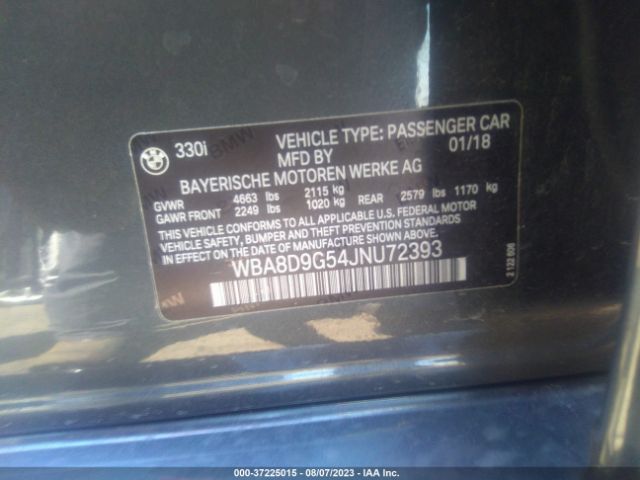 BMW
330i
VEHICLE TYPE: PASSENGER CAR
MFD BY 01/18
BAYERISCHE MOTOREN WERKE AG
GVWR 4663 lbs 2115 kg
GAWR FRONT 2249 lbs 1020 kg REAR 2579 lbs 1170 kg
THIS VEHICLE CONFORMS TO ALL APPLICABLE U.S. FEDERAL MOTOR
VEHICLE SAFETY, BUMPER AND THEFT PREVENTION STANDARDS
IN EFFECT ON THE DATE OF MANUFACTURE SHOWN ABOVE.
WBA8D9G54JNU72393
000-37225015 - 08/07/2023 - IAA Inc.